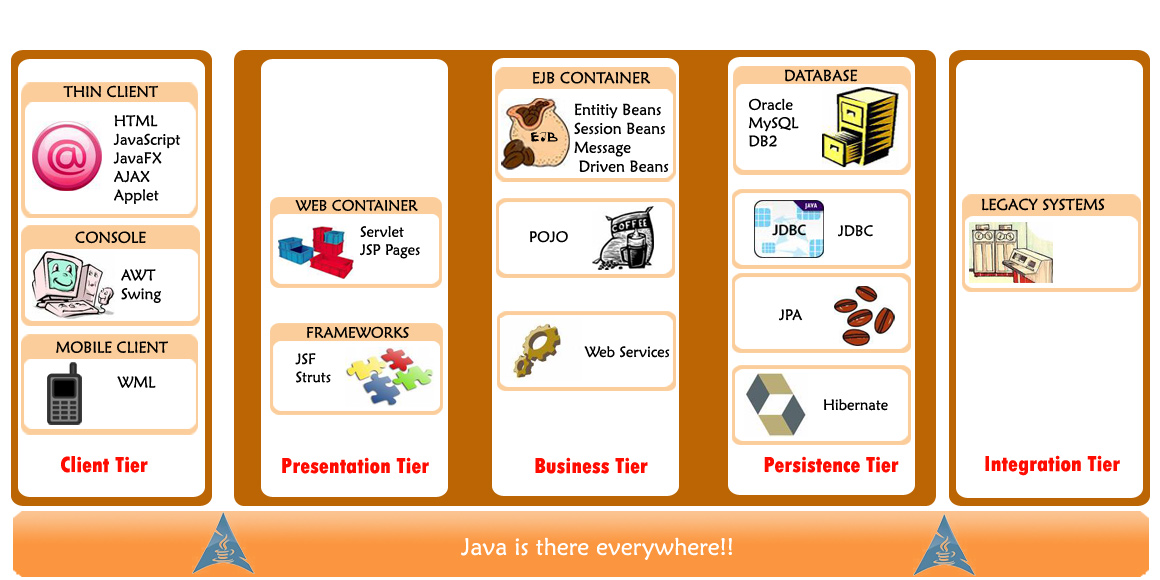 THIN CLIENT
HTML
JavaScript
JavaFX
AJAX
Applet
CONSOLE
AWT
Swing
MOBILE CLIENT
WML
Client Tier
WEB CONTAINER
Servlet
JSP Pages
FRAMEWORKS
JSF
Struts
Presentation Tier
EJB CONTAINER
EJB
Entitiy Beans
Session Beans
Message
Driven Beans
POJO
COFFEE
Web Services
Business Tier
DATABASE
Oracle
MySQL
DB2
JAVA
JDBC
JDBC
JPA
Hibernate
Persistence Tier
LEGACY SYSTEMS
Integration Tier
Java is there everywhere!!